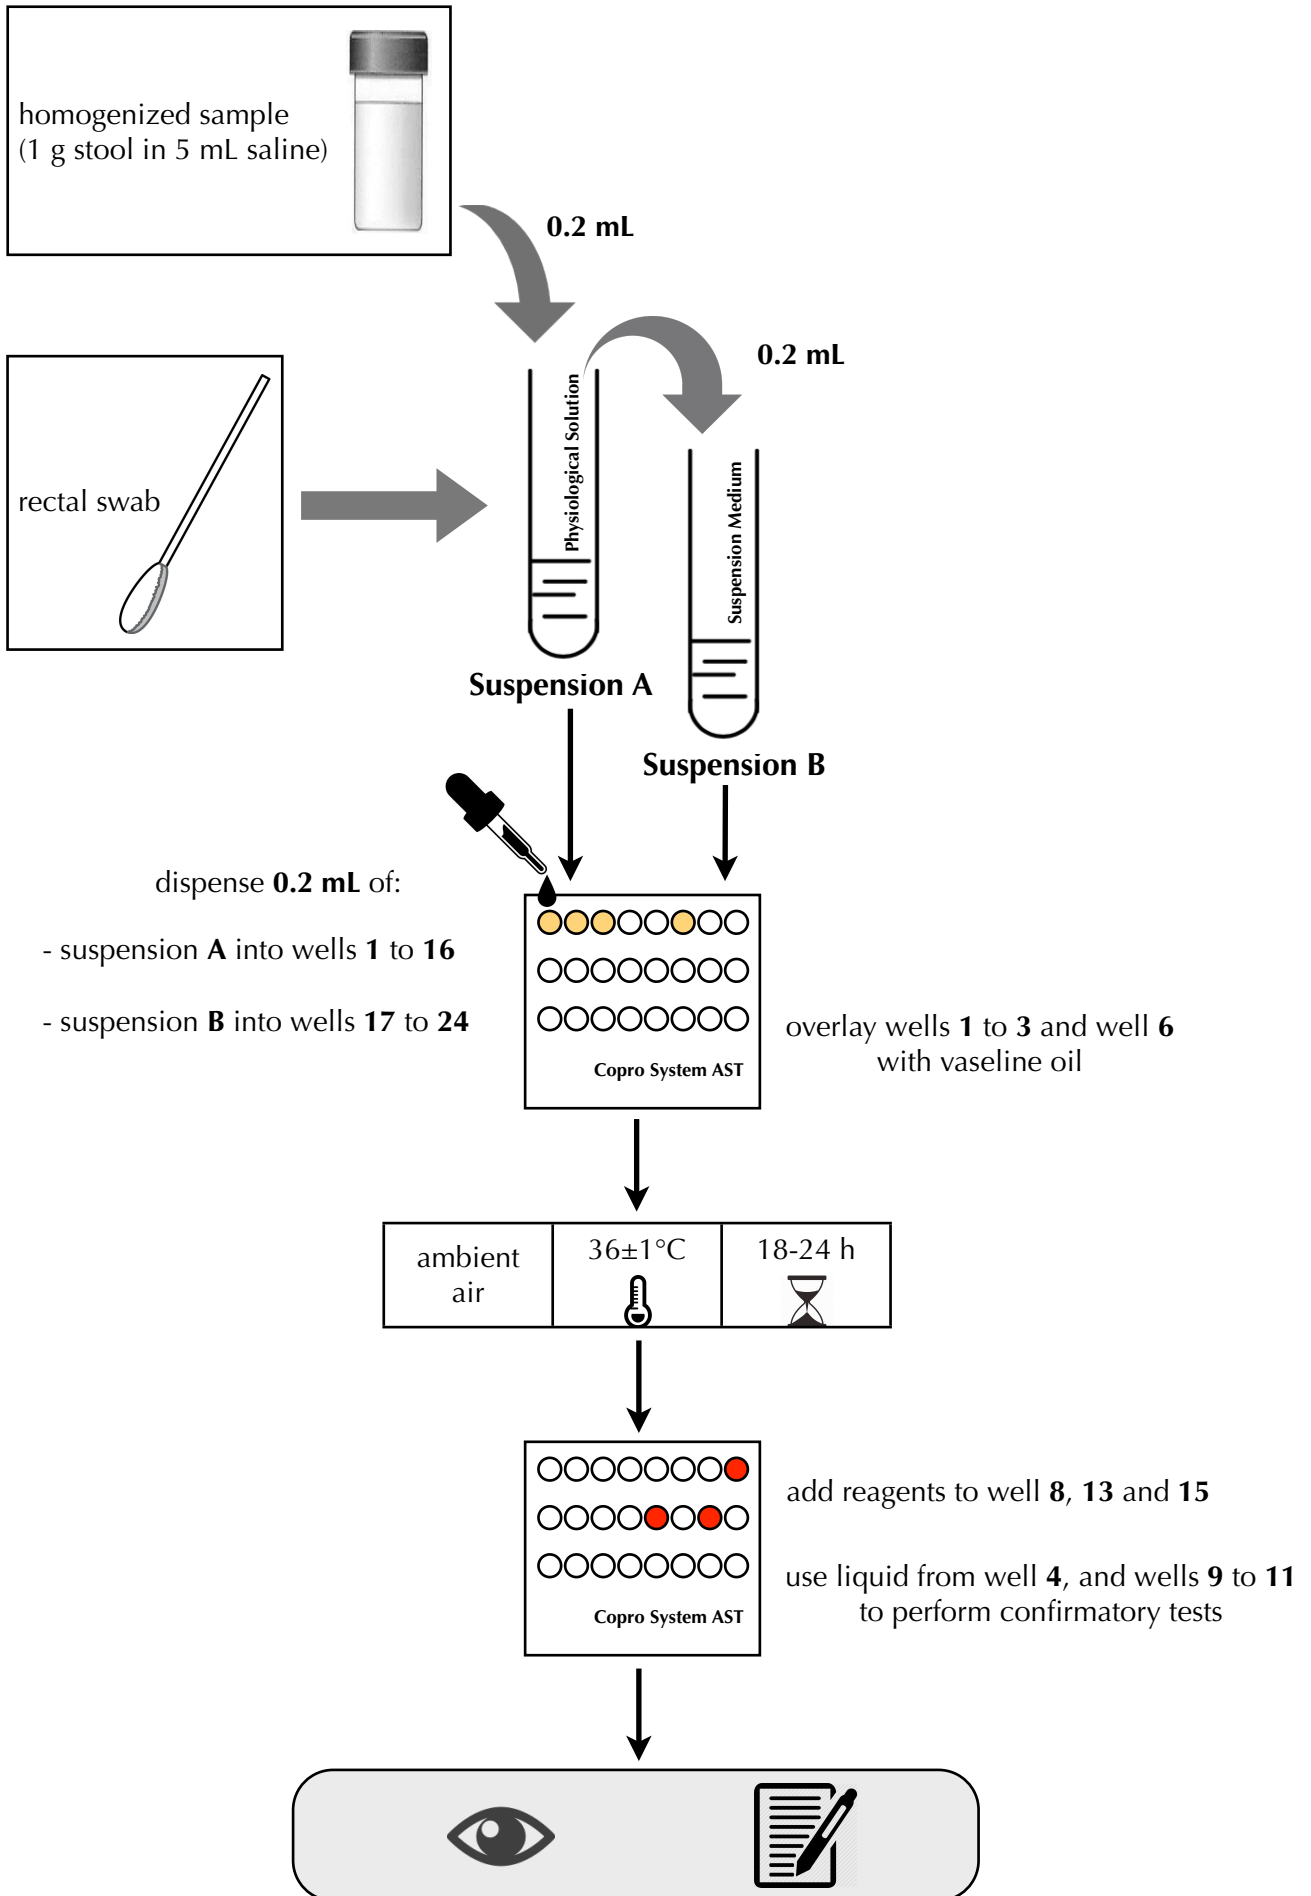 homogenized sample
(1 g stool in 5 mL saline)
0.2 mL
0.2 mL
rectal swab
Physiological Solution
Suspension Medium
Suspension A
Suspension B
dispense 0.2 mL of:
- suspension A into wells 1 to 16
- suspension B into wells 17 to 24
overlay wells 1 to 3 and well 6
with vaseline oil
Copro System AST
ambient
air
36±1°C
18-24 h
add reagents to well 8, 13 and 15
use liquid from well 4, and wells 9 to 11
to perform confirmatory tests
Copro System AST